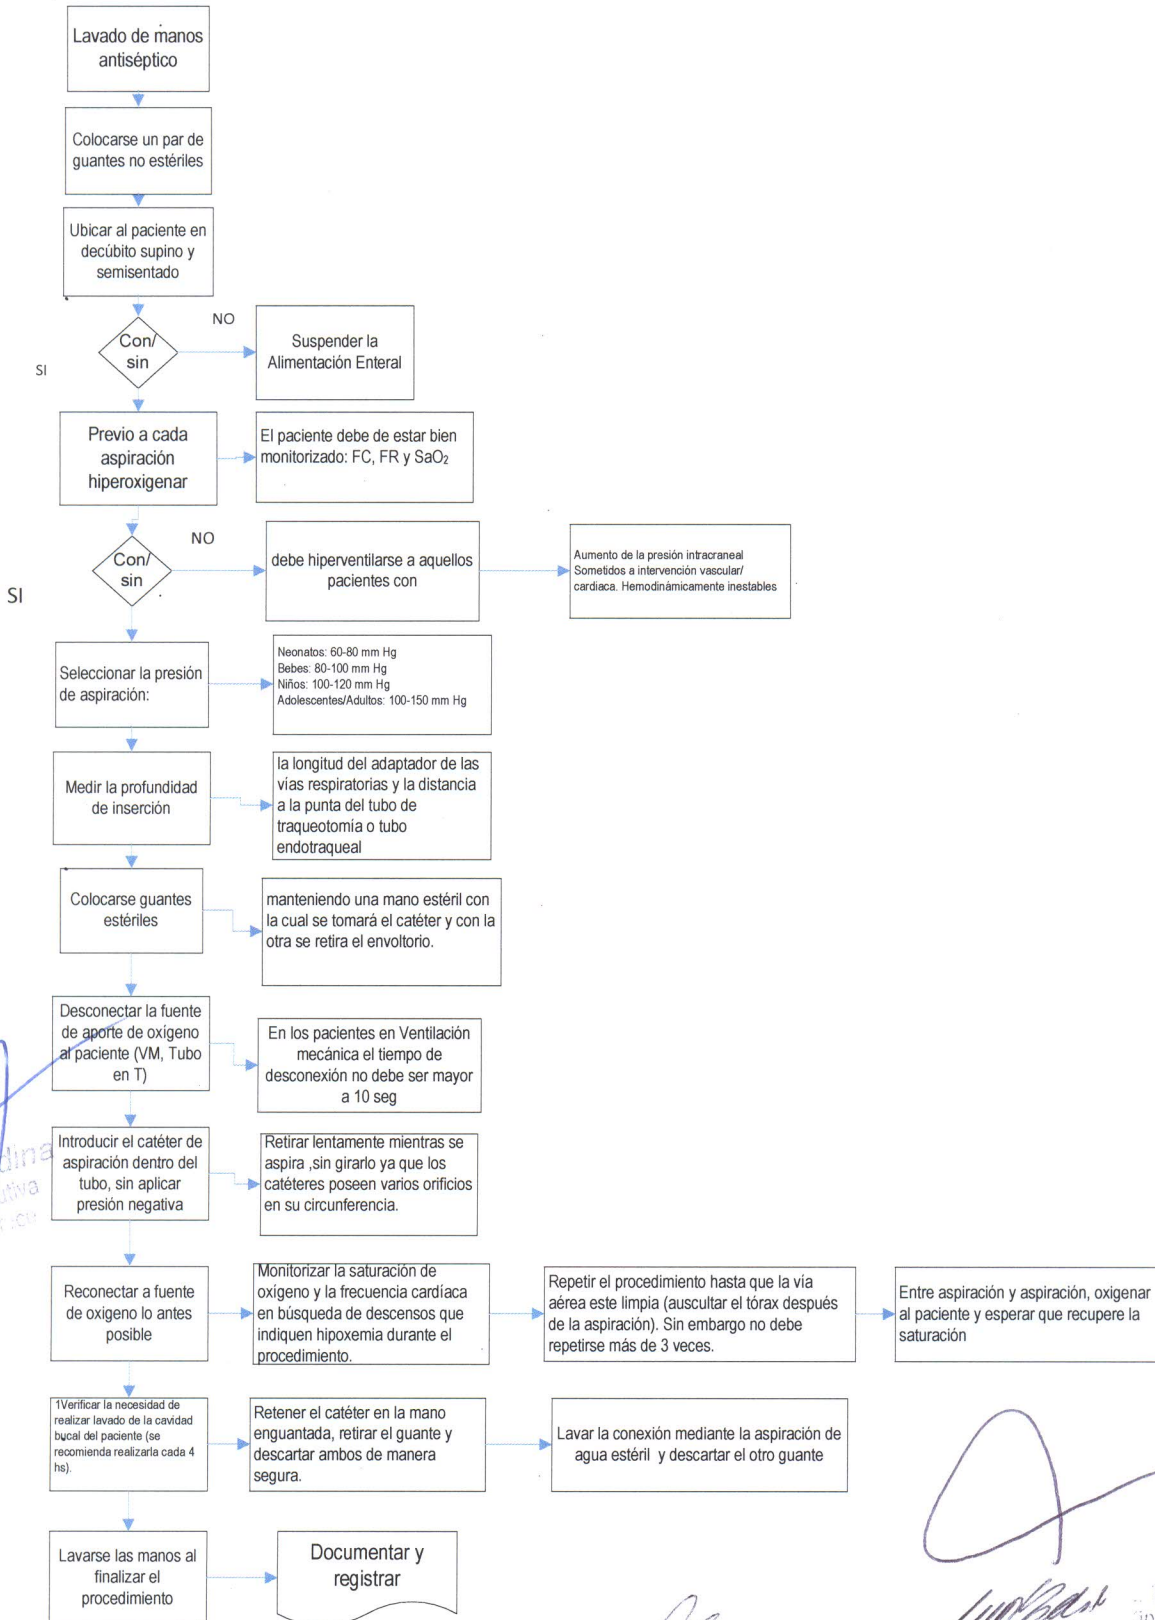 Lavado de manos
antiséptico
Colocarse un par de
guantes no estériles
Ubicar al paciente en
decúbito supino y
semisentado
Con/
sin
NO
SI
Suspender la
Alimentación Enteral
Previo a cada
aspiración
hiperoxigenar
El paciente debe de estar bien
monitorizado: FC, FR y SaO₂
Con/
sin
NO
SI
debe hiperventilarse a aquellos
pacientes con
Aumento de la presión intracraneal
Sometidos a intervención vascular/
cardiaca. Hemodinámicamente inestables
Seleccionar la presión
de aspiración:
Neonatos: 60-80 mm Hg
Bebes: 80-100 mm Hg
Niños: 100-120 mm Hg
Adolescentes/Adultos: 100-150 mm Hg
Medir la profundidad
de inserción
la longitud del adaptador de las
vías respiratorias y la distancia
a la punta del tubo de
traqueotomía o tubo
endotraqueal
Colocarse guantes
estériles
manteniendo una mano estéril con
la cual se tomará el catéter y con la
otra se retira el envoltorio.
Desconectar la fuente
de aporte de oxígeno
al paciente (VM, Tubo
en T)
En los pacientes en Ventilación
mecánica el tiempo de
desconexión no debe ser mayor
a 10 seg
Introducir el catéter de
aspiración dentro del
tubo, sin aplicar
presión negativa
Retirar lentamente mientras se
aspira ,sin girarlo ya que los
catéteres poseen varios orificios
en su circunferencia.
Reconectar a fuente
de oxigeno lo antes
posible
Monitorizar la saturación de
oxígeno y la frecuencia cardíaca
en búsqueda de descensos que
indiquen hipoxemia durante el
procedimiento.
Repetir el procedimiento hasta que la vía
aérea este limpia (auscultar el tórax después
de la aspiración). Sin embargo no debe
repetirse más de 3 veces.
Entre aspiración y aspiración, oxigenar
al paciente y esperar que recupere la
saturación
1Verificar la necesidad de
realizar lavado de la cavidad
bucal del paciente (se
recomienda realizarla cada 4
hs).
Retener el catéter en la mano
enguantada, retirar el guante y
descartar ambos de manera
segura.
Lavar la conexión mediante la aspiración de
agua estéril y descartar el otro guante
Lavarse las manos al
finalizar el
procedimiento
Documentar y
registrar